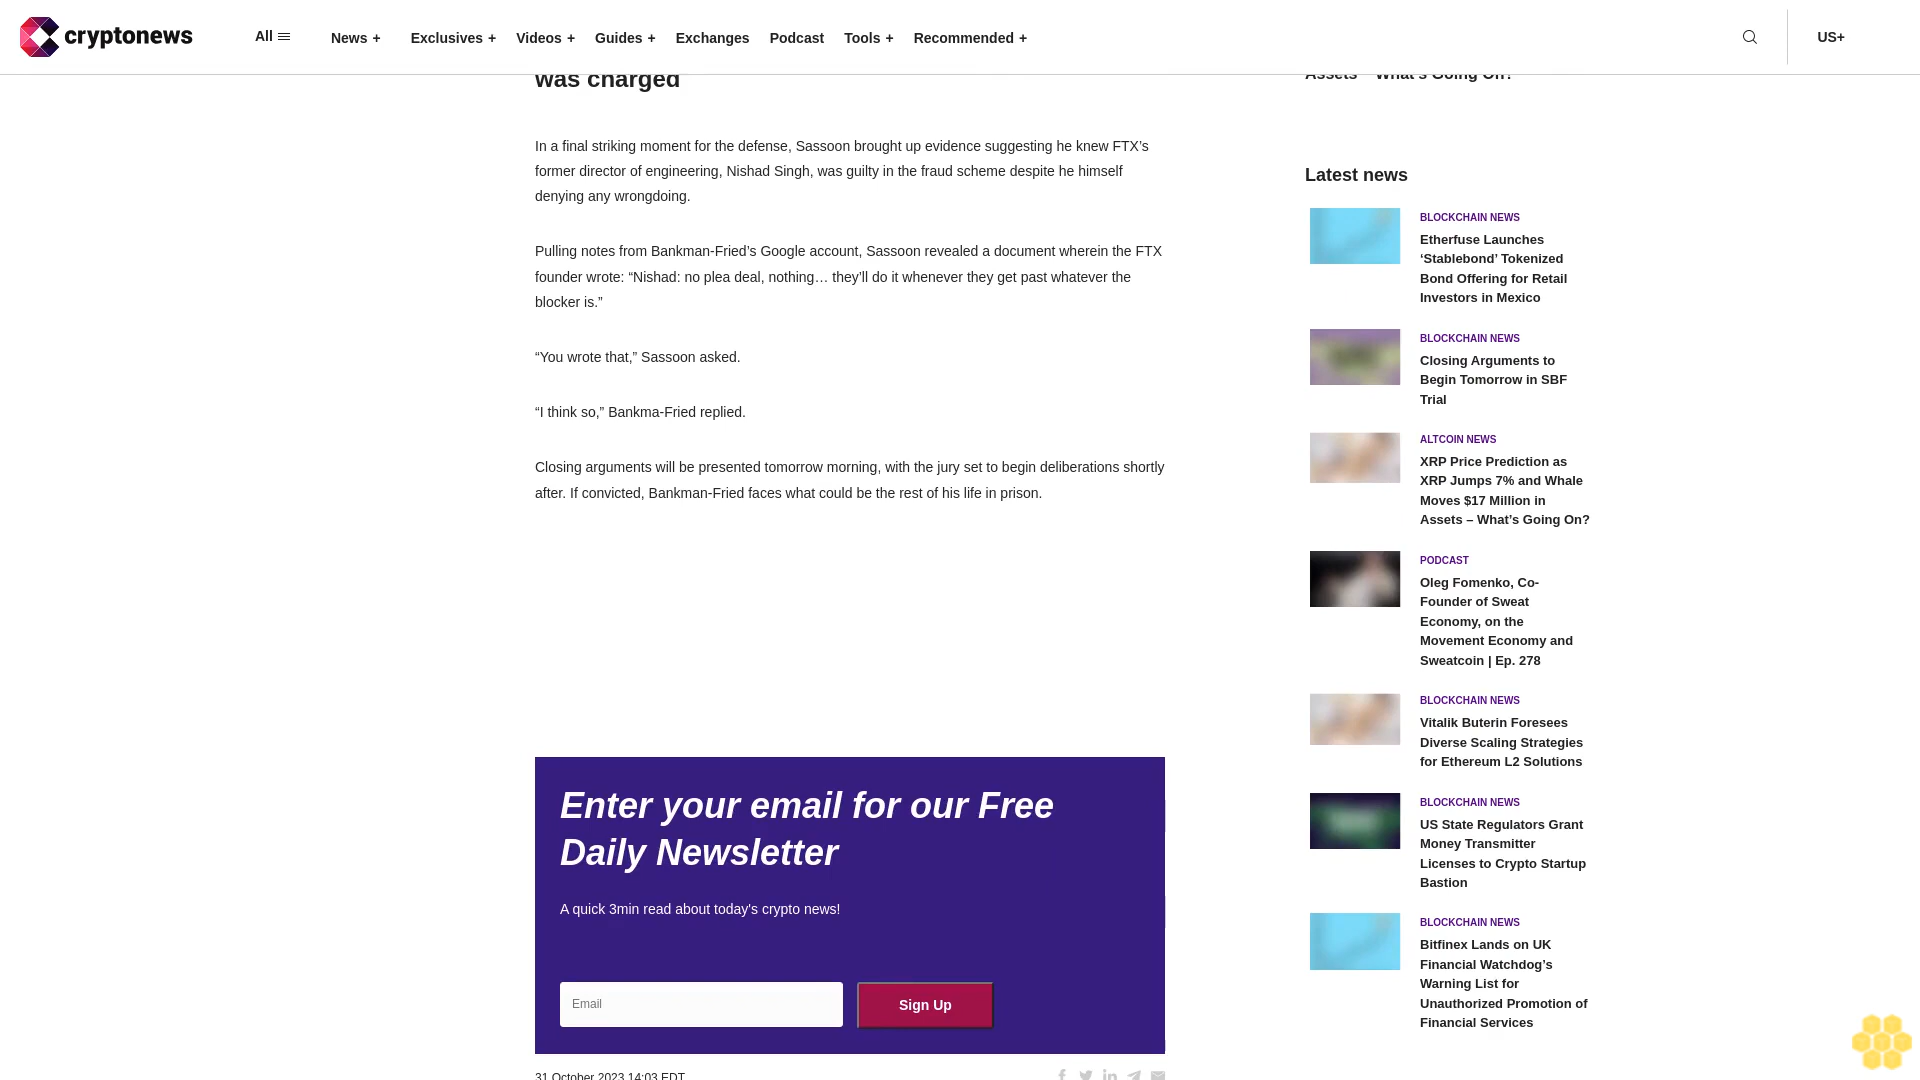 cryptonews
All
News +
Exclusives +
Videos +
Guides +
Exchanges
Podcast
Tools +
Recommended +
US+
was charged
In a final striking moment for the defense, Sassoon brought up evidence suggesting he knew FTX’s
former director of engineering, Nishad Singh, was guilty in the fraud scheme despite he himself
denying any wrongdoing.
Pulling notes from Bankman-Fried’s Google account, Sassoon revealed a document wherein the FTX
founder wrote: “Nishad: no plea deal, nothing… they’ll do it whenever they get past whatever the
blocker is.”
“You wrote that,” Sassoon asked.
“I think so,” Bankma-Fried replied.
Closing arguments will be presented tomorrow morning, with the jury set to begin deliberations shortly
after. If convicted, Bankman-Fried faces what could be the rest of his life in prison.
Enter your email for our Free
Daily Newsletter
A quick 3min read about today's crypto news!
Email
Sign Up
31 October 2023 14:03 EDT
Assets – What’s Going On?
Latest news
BLOCKCHAIN NEWS
Etherfuse Launches
‘Stablebond’ Tokenized
Bond Offering for Retail
Investors in Mexico
BLOCKCHAIN NEWS
Closing Arguments to
Begin Tomorrow in SBF
Trial
ALTCOIN NEWS
XRP Price Prediction as
XRP Jumps 7% and Whale
Moves $17 Million in
Assets – What’s Going On?
PODCAST
Oleg Fomenko, Co-
Founder of Sweat
Economy, on the
Movement Economy and
Sweatcoin | Ep. 278
BLOCKCHAIN NEWS
Vitalik Buterin Foresees
Diverse Scaling Strategies
for Ethereum L2 Solutions
BLOCKCHAIN NEWS
US State Regulators Grant
Money Transmitter
Licenses to Crypto Startup
Bastion
BLOCKCHAIN NEWS
Bitfinex Lands on UK
Financial Watchdog’s
Warning List for
Unauthorized Promotion of
Financial Services